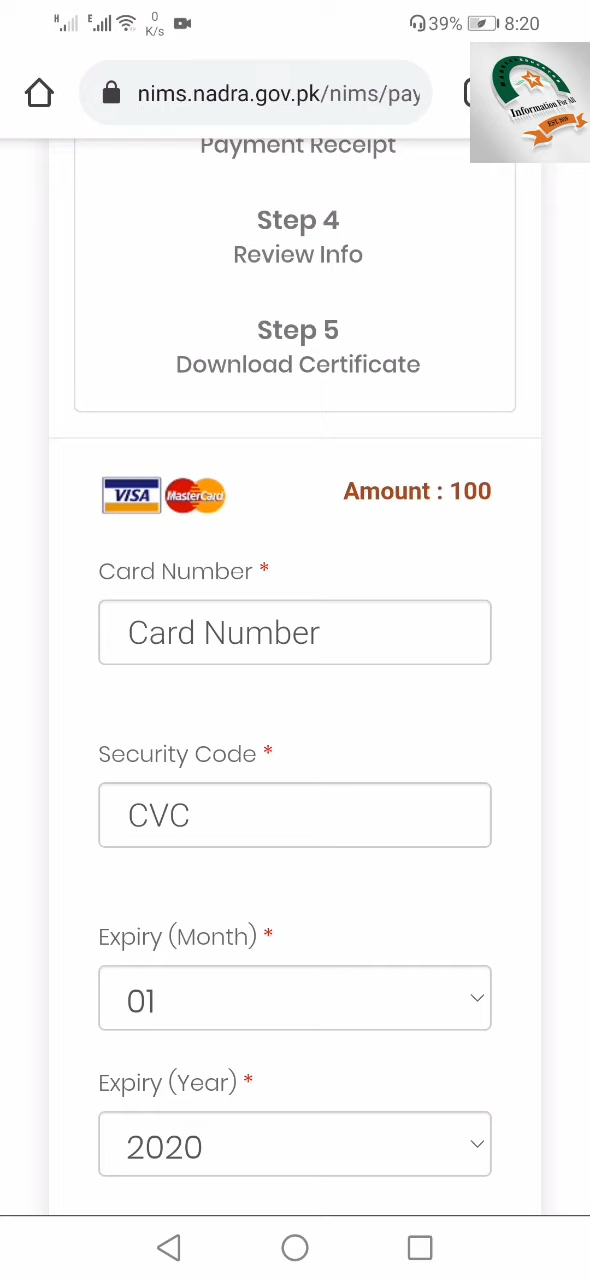 H E 0 K/s 39% 8:20
nims.nadra.gov.pk/nims/pay
Information For All
EST 2019
Payment Receipt
Step 4
Review Info
Step 5
Download Certificate
VISA MasterCard Amount : 100
Card Number *
Card Number
Security Code *
CVC
Expiry (Month) *
01
Expiry (Year) *
2020